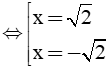 ⇔ [x = √2
x = −√2